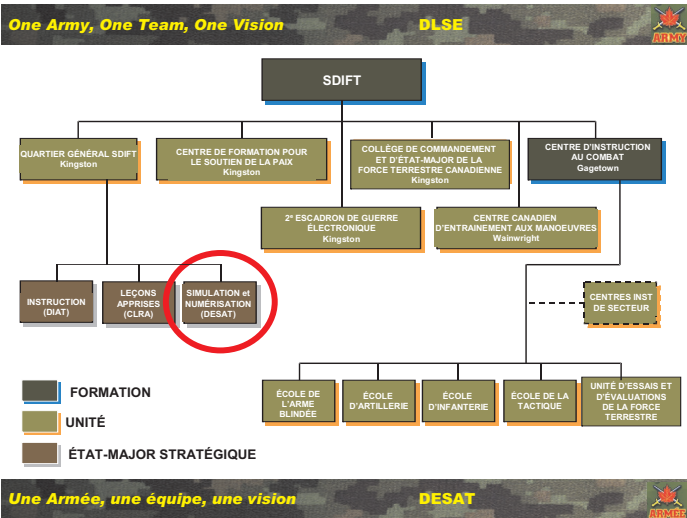 One Army, One Team, One Vision
DLSE
ARMY
SDIFT
QUARTIER GÉNÉRAL SDIFT
Kingston
CENTRE DE FORMATION POUR
LE SOUTIEN DE LA PAIX
Kingston
COLLÈGE DE COMMANDEMENT
ET D'ÉTAT-MAJOR DE LA
FORCE TERRESTRE CANADIENNE
Kingston
CENTRE D'INSTRUCTION
AU COMBAT
Gagetown
2e ESCADRON DE GUERRE
ÉLECTRONIQUE
Kingston
CENTRE CANADIEN
D'ENTRAINEMENT AUX MANOEUVRES
Wainwright
INSTRUCTION
(DIAT)
LEÇONS
APPRISES
(CLRA)
SIMULATION et
NUMÉRISATION
(DESAT)
CENTRES INST
DE SECTEUR
ÉCOLE DE
L'ARME
BLINDÉE
ÉCOLE
D'ARTILLERIE
ÉCOLE
D'INFANTERIE
ÉCOLE DE LA
TACTIQUE
UNITÉ D'ESSAIS ET
D'ÉVALUATIONS
DE LA FORCE
TERRESTRE
FORMATION
UNITÉ
ÉTAT-MAJOR STRATÉGIQUE
Une Armée, une équipe, une vision
DESAT
ARMÉE